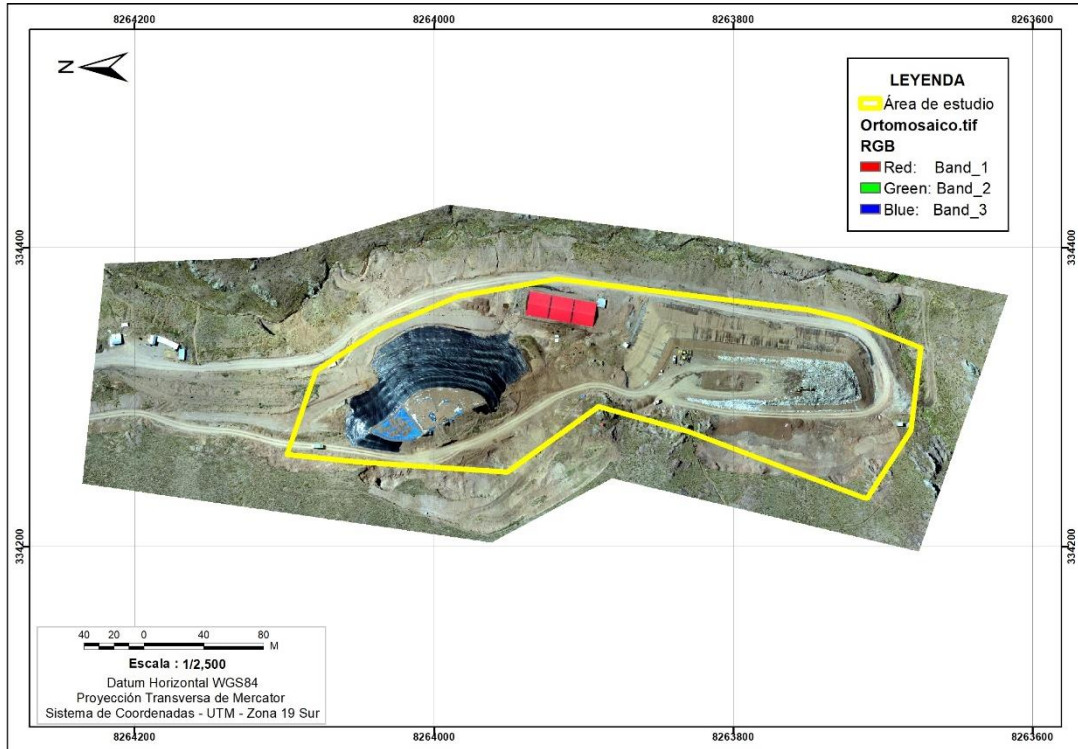 8264200 8264000 8263800 8263600
N
LEYENDA
Área de estudio
Ortomosaico.tif
RGB
Red: Band_1
Green: Band_2
Blue: Band_3
334400 334400
334200 334200
40 20 0 40 80
M
Escala : 1/2,500
Datum Horizontal WGS84
Proyección Transversa de Mercator
Sistema de Coordenadas - UTM - Zona 19 Sur
8264200 8264000 8263800 8263600